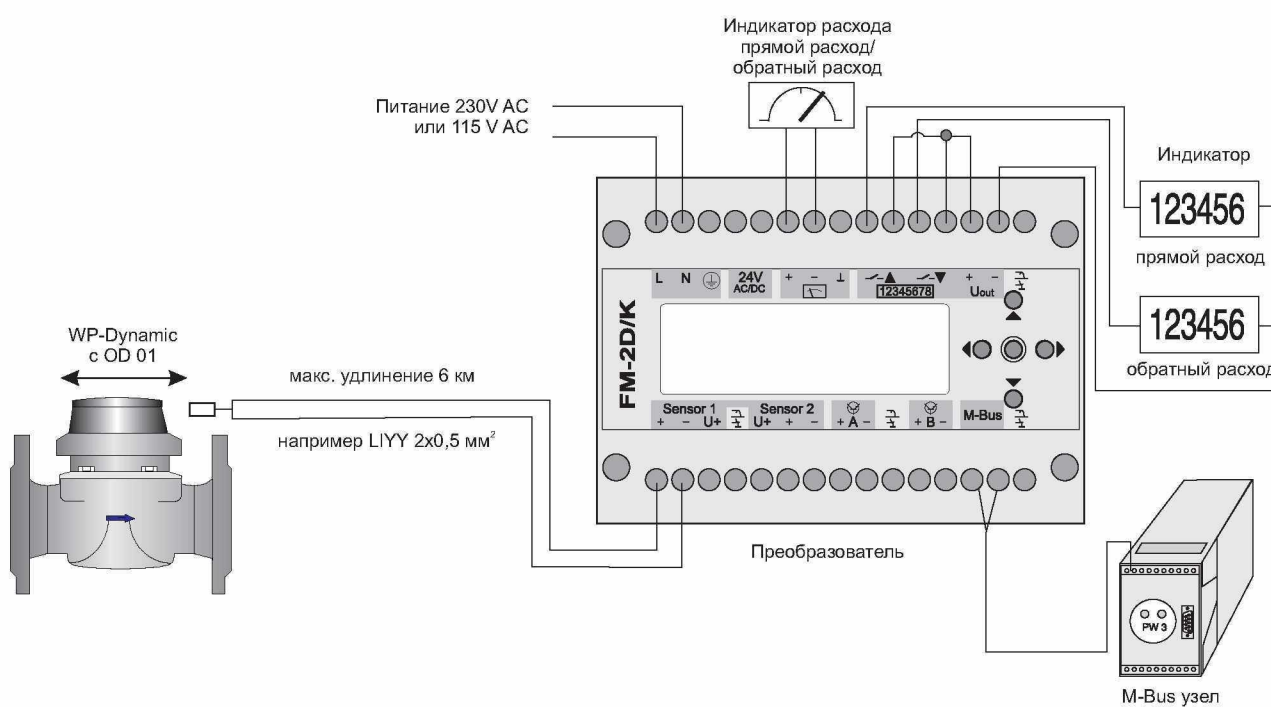 Индикатор расхода
прямой расход/
обратный расход
Питание 230V AC
или 115 V AC
Индикатор
123456
прямой расход
123456
обратный расход
L N 24V + - ⊥ + -
AC/DC 12345678 Uout
FM-2D/K
WP-Dynamic
с OD 01
макс. удлинение 6 км
например LIYY 2x0,5 мм²
Sensor 1 Sensor 2 M-Bus
+ - U+ U+ + - + A - + B -
Преобразователь
PW 3
M-Bus узел